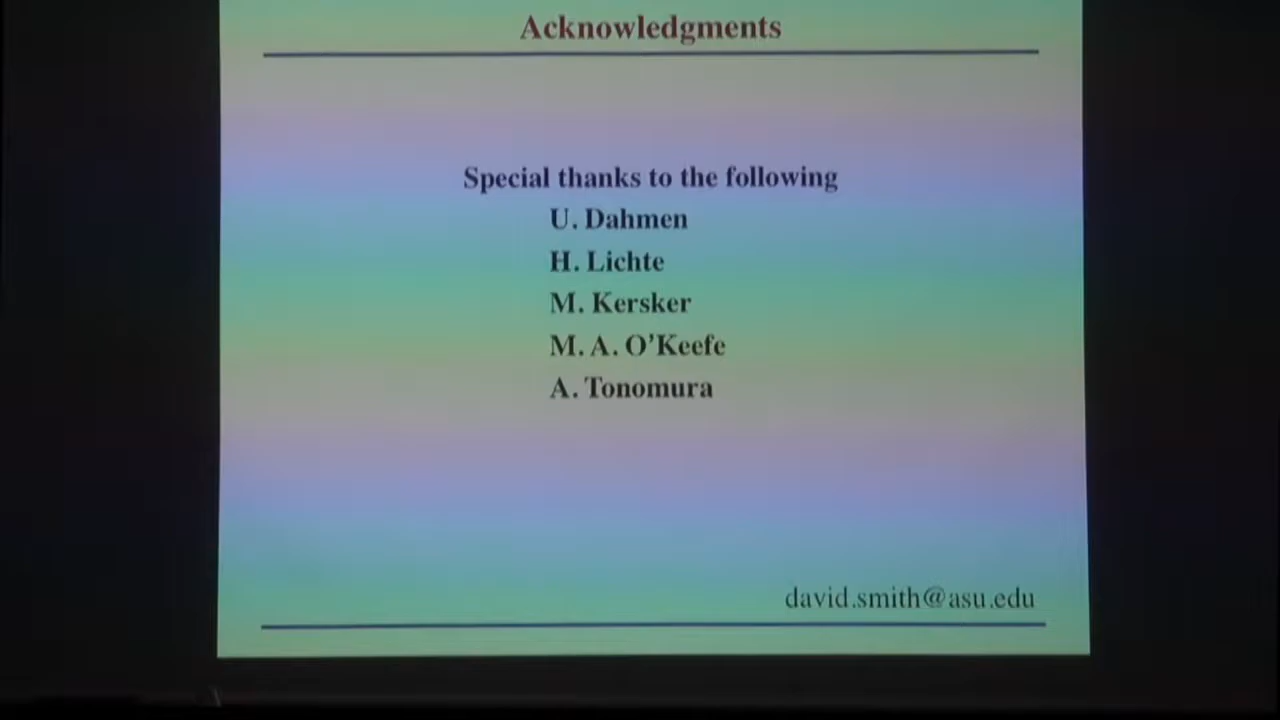 Acknowledgments
Special thanks to the following
U. Dahmen
H. Lichte
M. Kersker
M. A. O'Keefe
A. Tonomura
david.smith@asu.edu